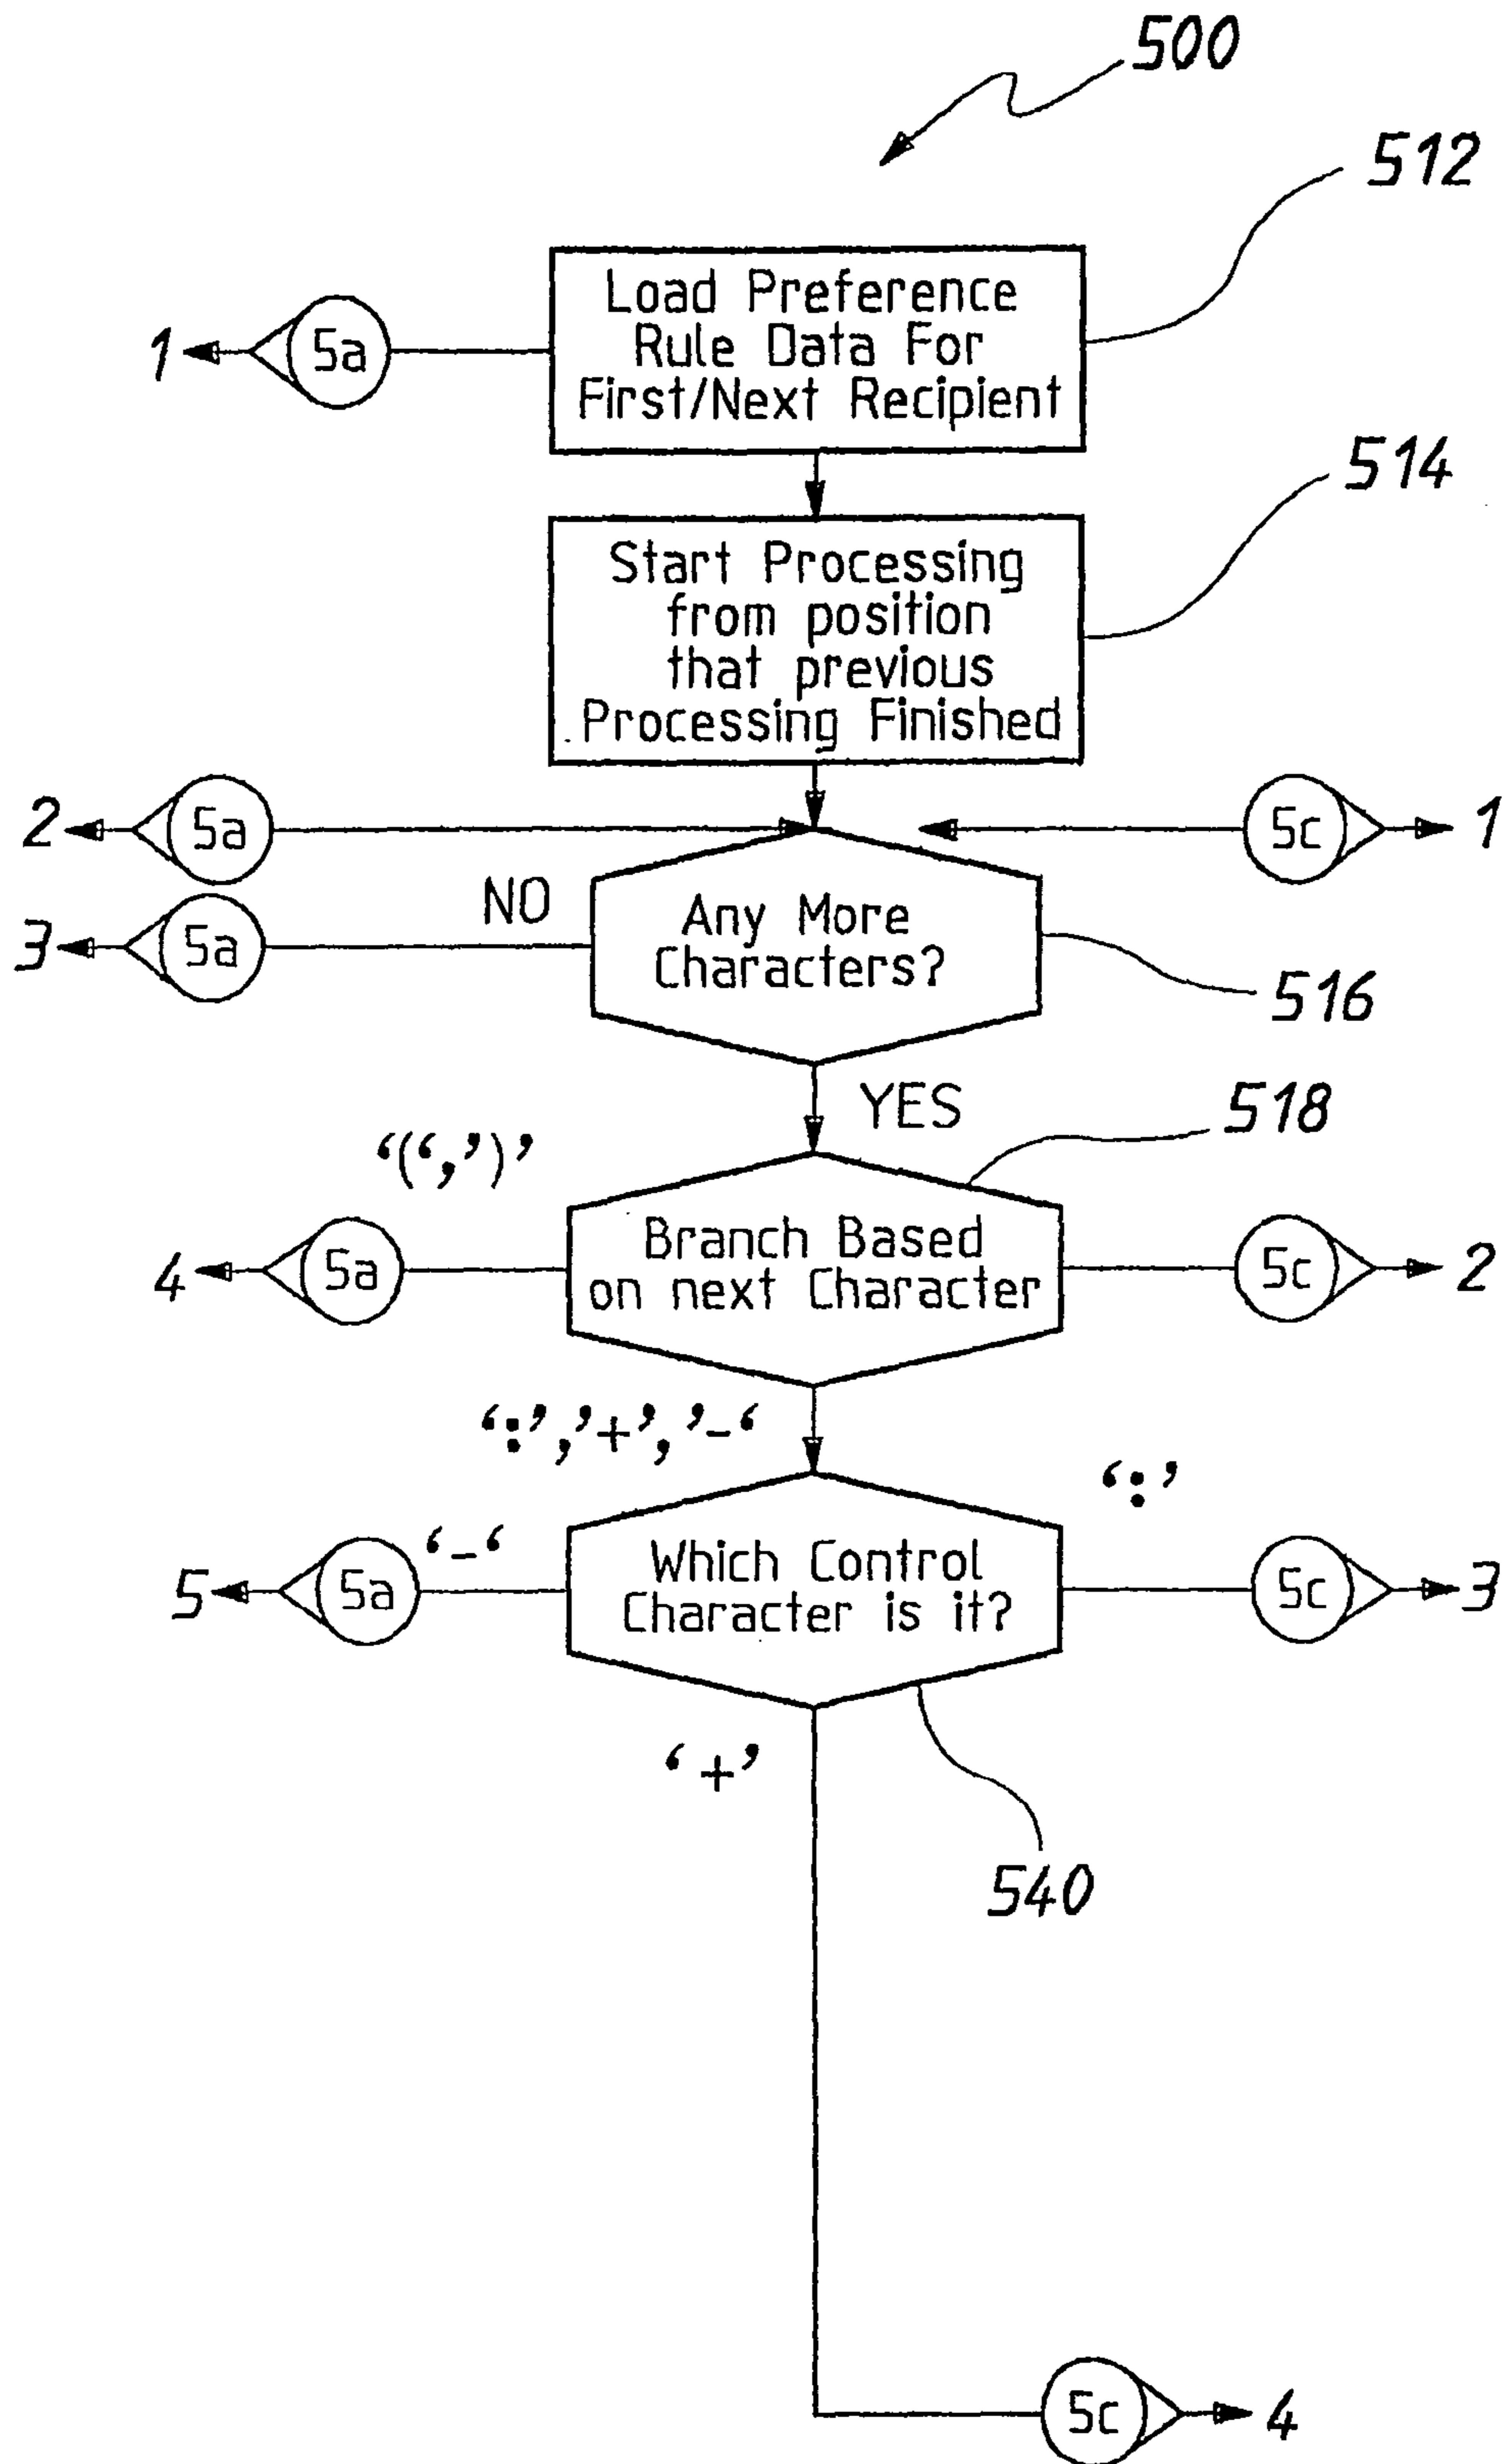 500
512
Load Preference
Rule Data For
First/Next Recipient
1
5a
514
Start Processing
from position
that previous
Processing Finished
2
5a
5c
1
NO
3
5a
Any More
Characters?
516
YES
518
‘(‘,’)’
4
5a
Branch Based
on next Character
5c
2
‘:’,’+’,’-‘
‘:’
5
5a
‘-‘
Which Control
Character is it?
5c
3
‘+’
540
5c
4